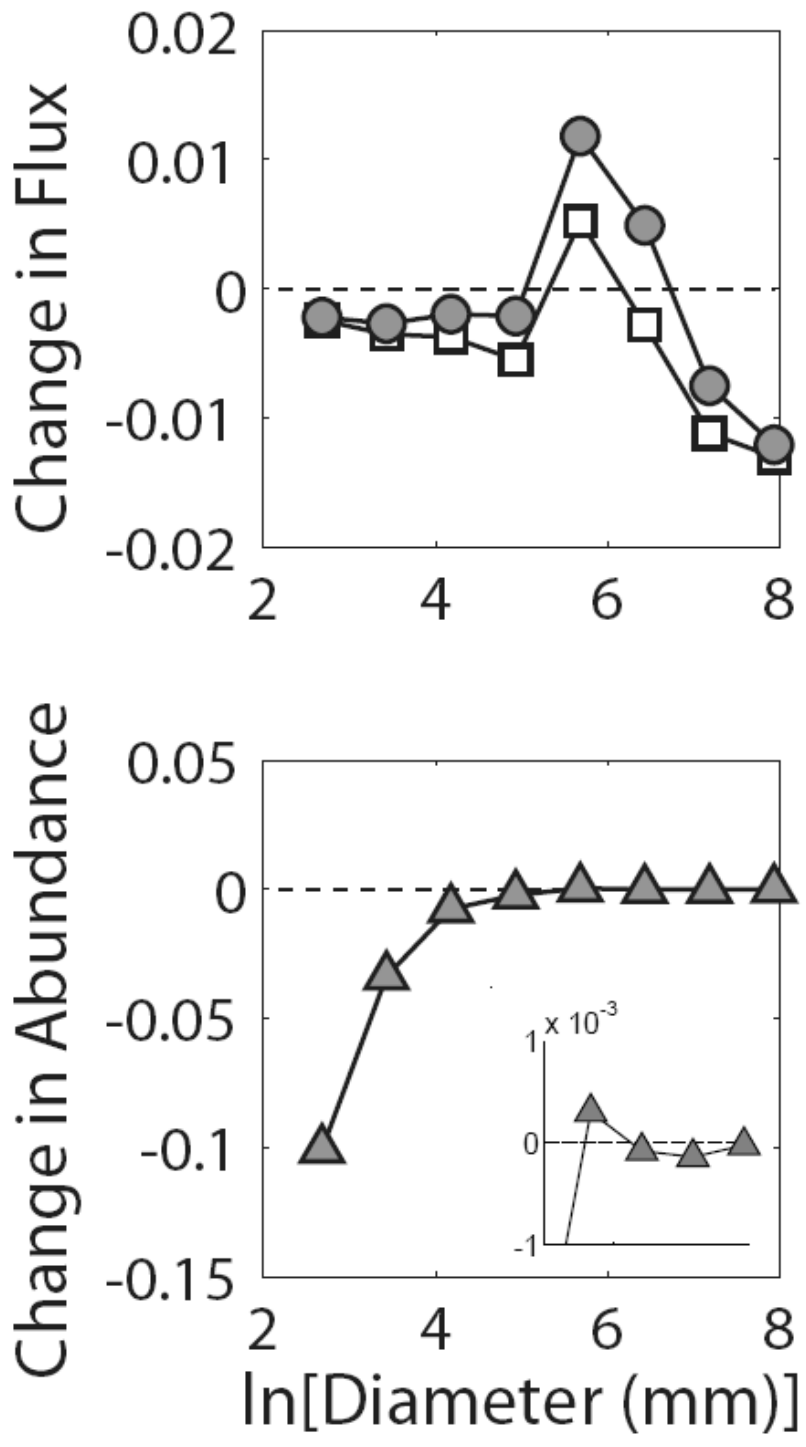 Change in Flux
0.02
0.01
0
-0.01
-0.02
2 4 6 8
Change in Abundance
0.05
0
-0.05
-0.1
-0.15
x 10-3
1
0
-1
2 4 6 8
ln[Diameter (mm)]